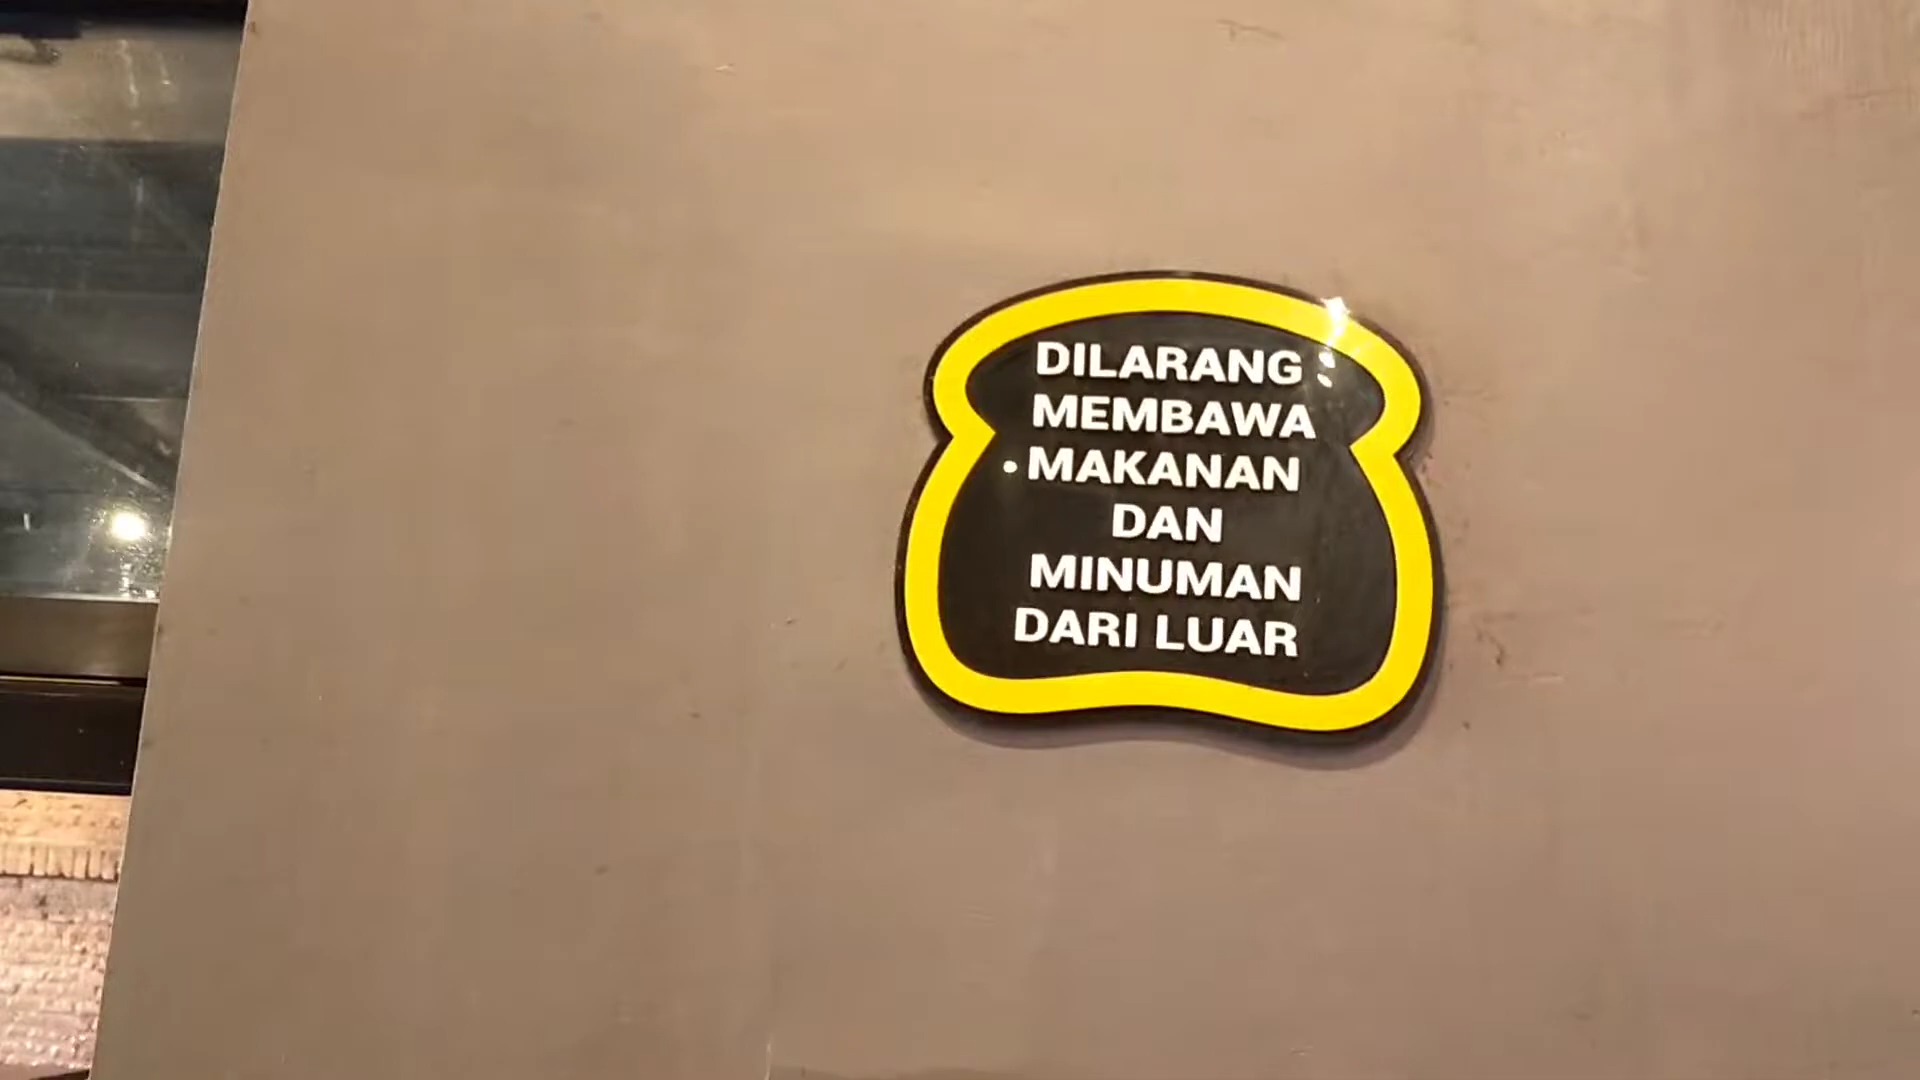 DILARANG :
MEMBAWA
• MAKANAN
DAN
MINUMAN
DARI LUAR